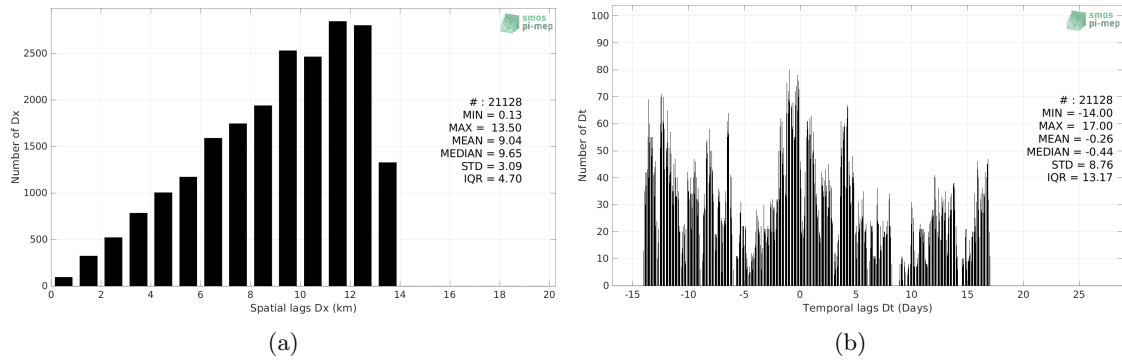 smos
pi-mep
Number of Dx
2500
2000
1500
1000
500
0
# : 21128
MIN = 0.13
MAX = 13.50
MEAN = 9.04
MEDIAN = 9.65
STD = 3.09
IQR = 4.70
0 2 4 6 8 10 12 14 16 18 20
Spatial lags Dx (km)
(a)
smos
pi-mep
Number of Dt
100
90
80
70
60
50
40
30
20
10
0
# : 21128
MIN = -14.00
MAX = 17.00
MEAN = -0.26
MEDIAN = -0.44
STD = 8.76
IQR = 13.17
-15 -10 -5 0 5 10 15 20 25
Temporal lags Dt (Days)
(b)